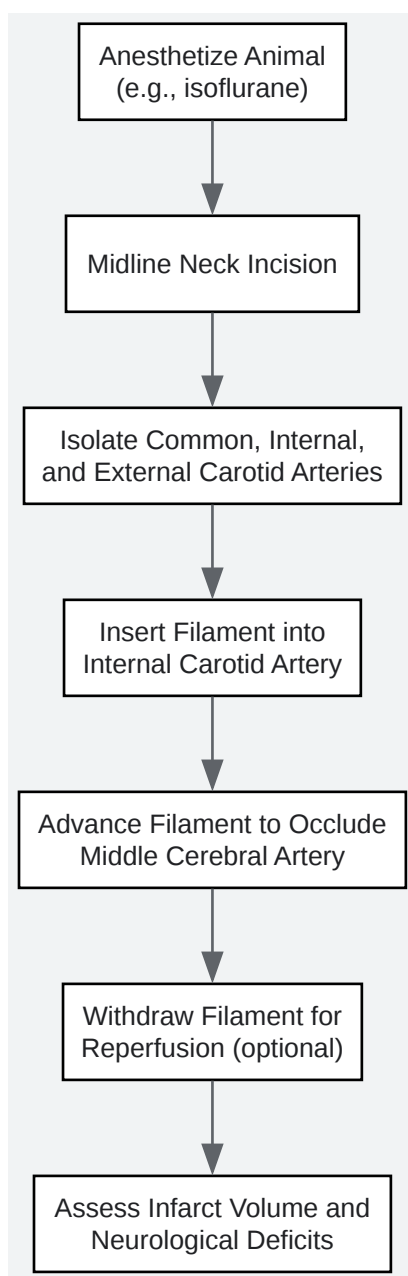 Anesthetize Animal
(e.g., isoflurane)
Midline Neck Incision
Isolate Common, Internal,
and External Carotid Arteries
Insert Filament into
Internal Carotid Artery
Advance Filament to Occlude
Middle Cerebral Artery
Withdraw Filament for
Reperfusion (optional)
Assess Infarct Volume and
Neurological Deficits